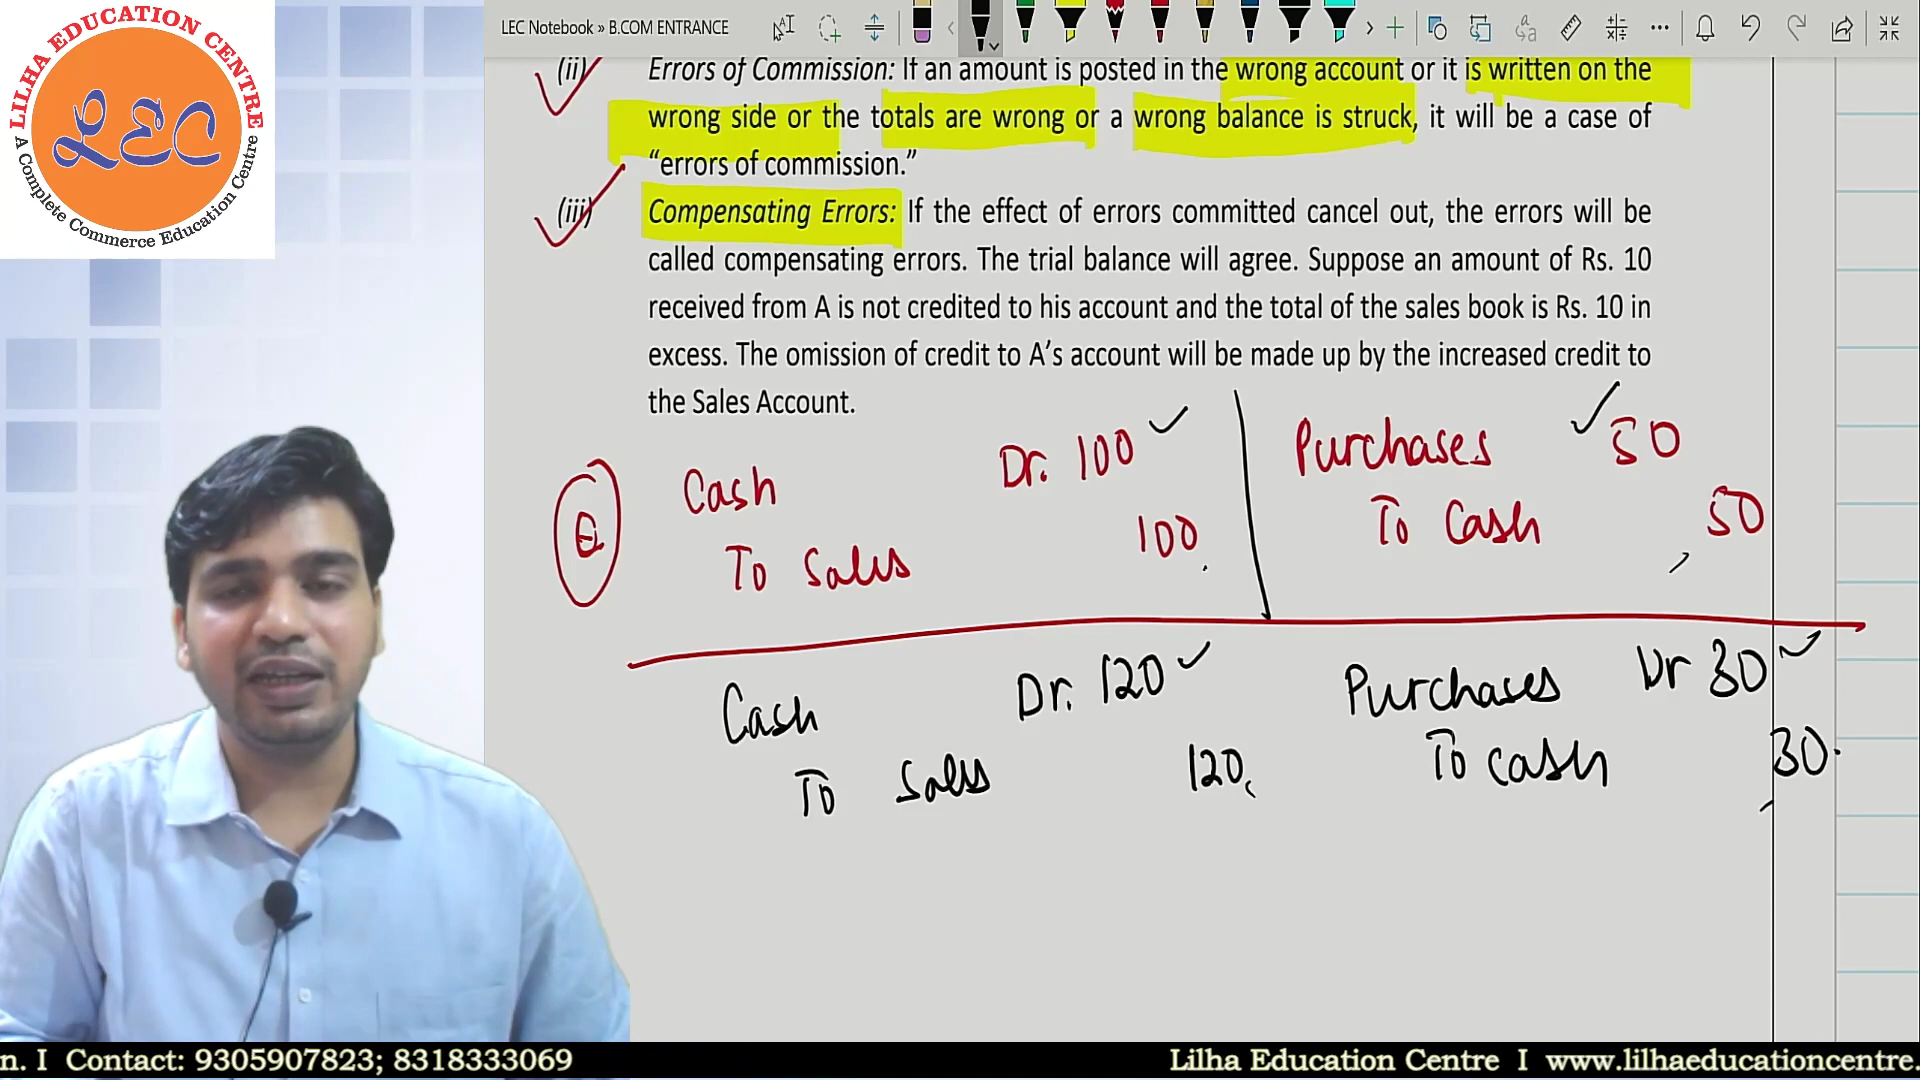 LILHA EDUCATION CENTRE
LEC
A Complete Commerce Education Centre
LEC Notebook » B.COM ENTRANCE
(ii) Errors of Commission: If an amount is posted in the wrong account or it is written on the
wrong side or the totals are wrong or a wrong balance is struck, it will be a case of
“errors of commission.”
(iii) Compensating Errors: If the effect of errors committed cancel out, the errors will be
called compensating errors. The trial balance will agree. Suppose an amount of Rs. 10
received from A is not credited to his account and the total of the sales book is Rs. 10 in
excess. The omission of credit to A’s account will be made up by the increased credit to
the Sales Account.
Cash Dr. 100
To Sales 100
Purchases 50
To Cash 50
Cash Dr. 120
To Sales 120
Purchases Dr 30
To cash 30
n. I Contact: 9305907823; 8318333069
Lilha Education Centre I www.lilhaeducationcentre.